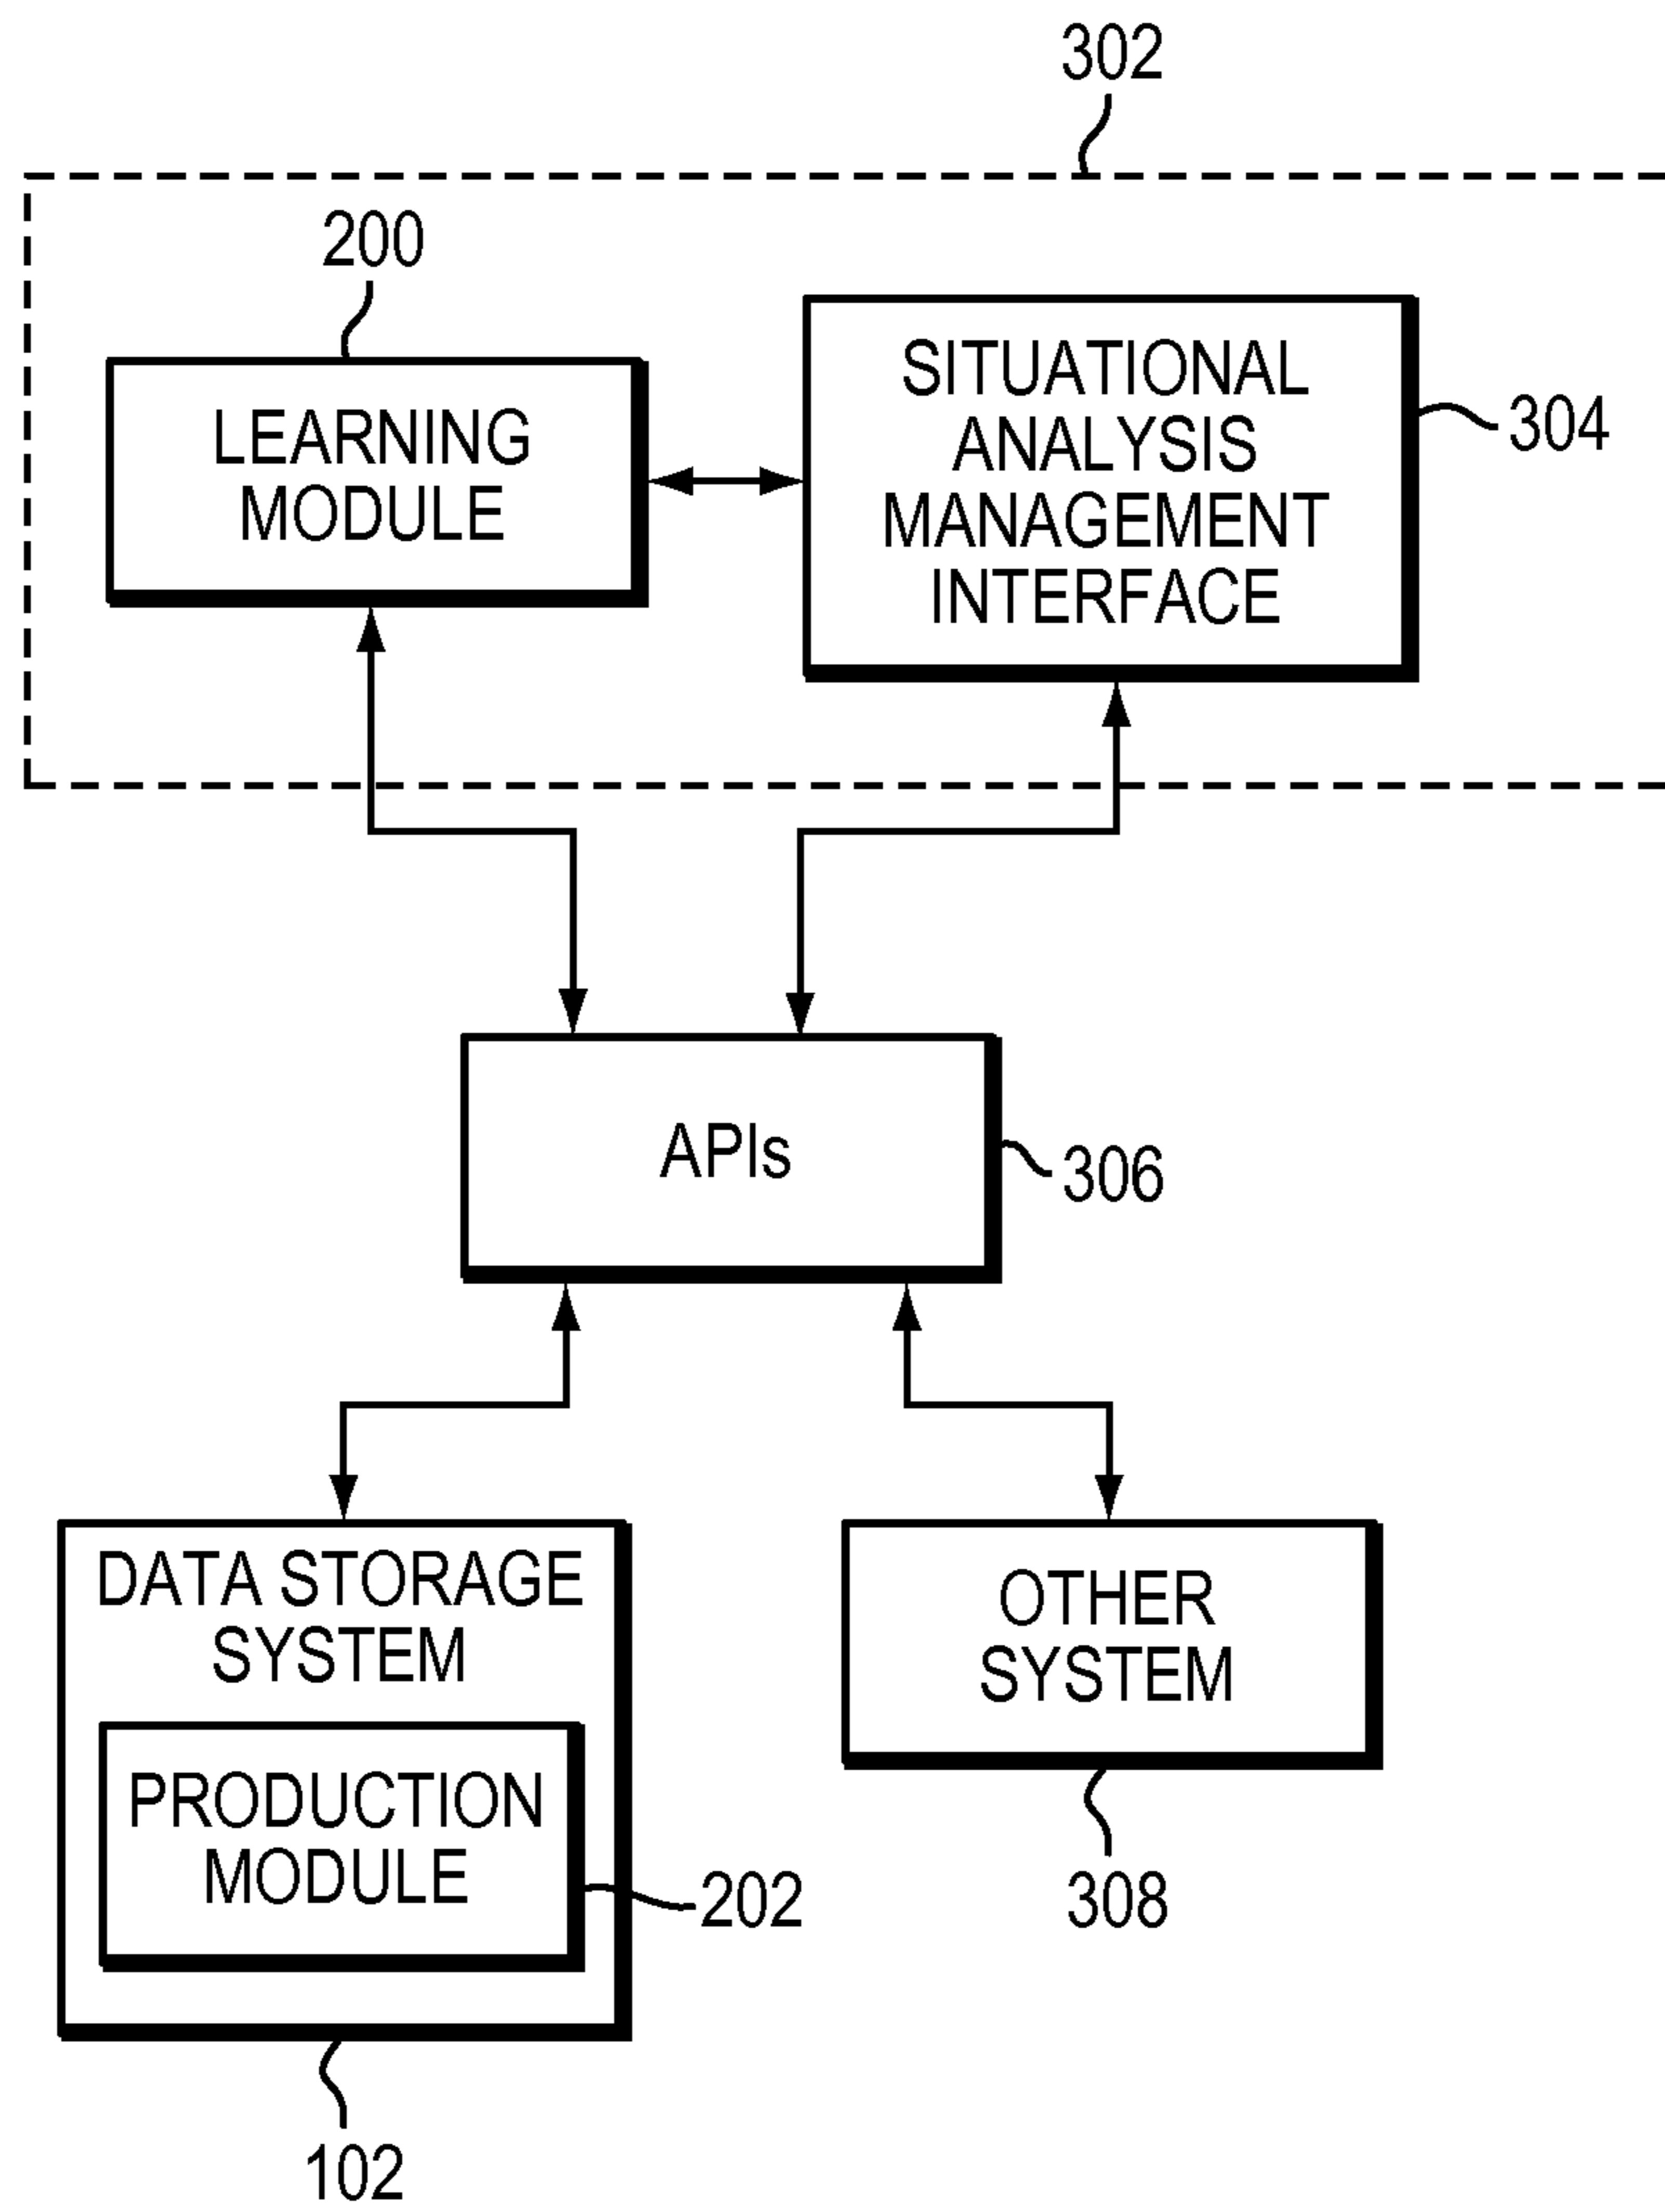 302
200
LEARNING
MODULE
SITUATIONAL
ANALYSIS
MANAGEMENT
INTERFACE
304
APIs
306
DATA STORAGE
SYSTEM
PRODUCTION
MODULE
202
OTHER
SYSTEM
308
102